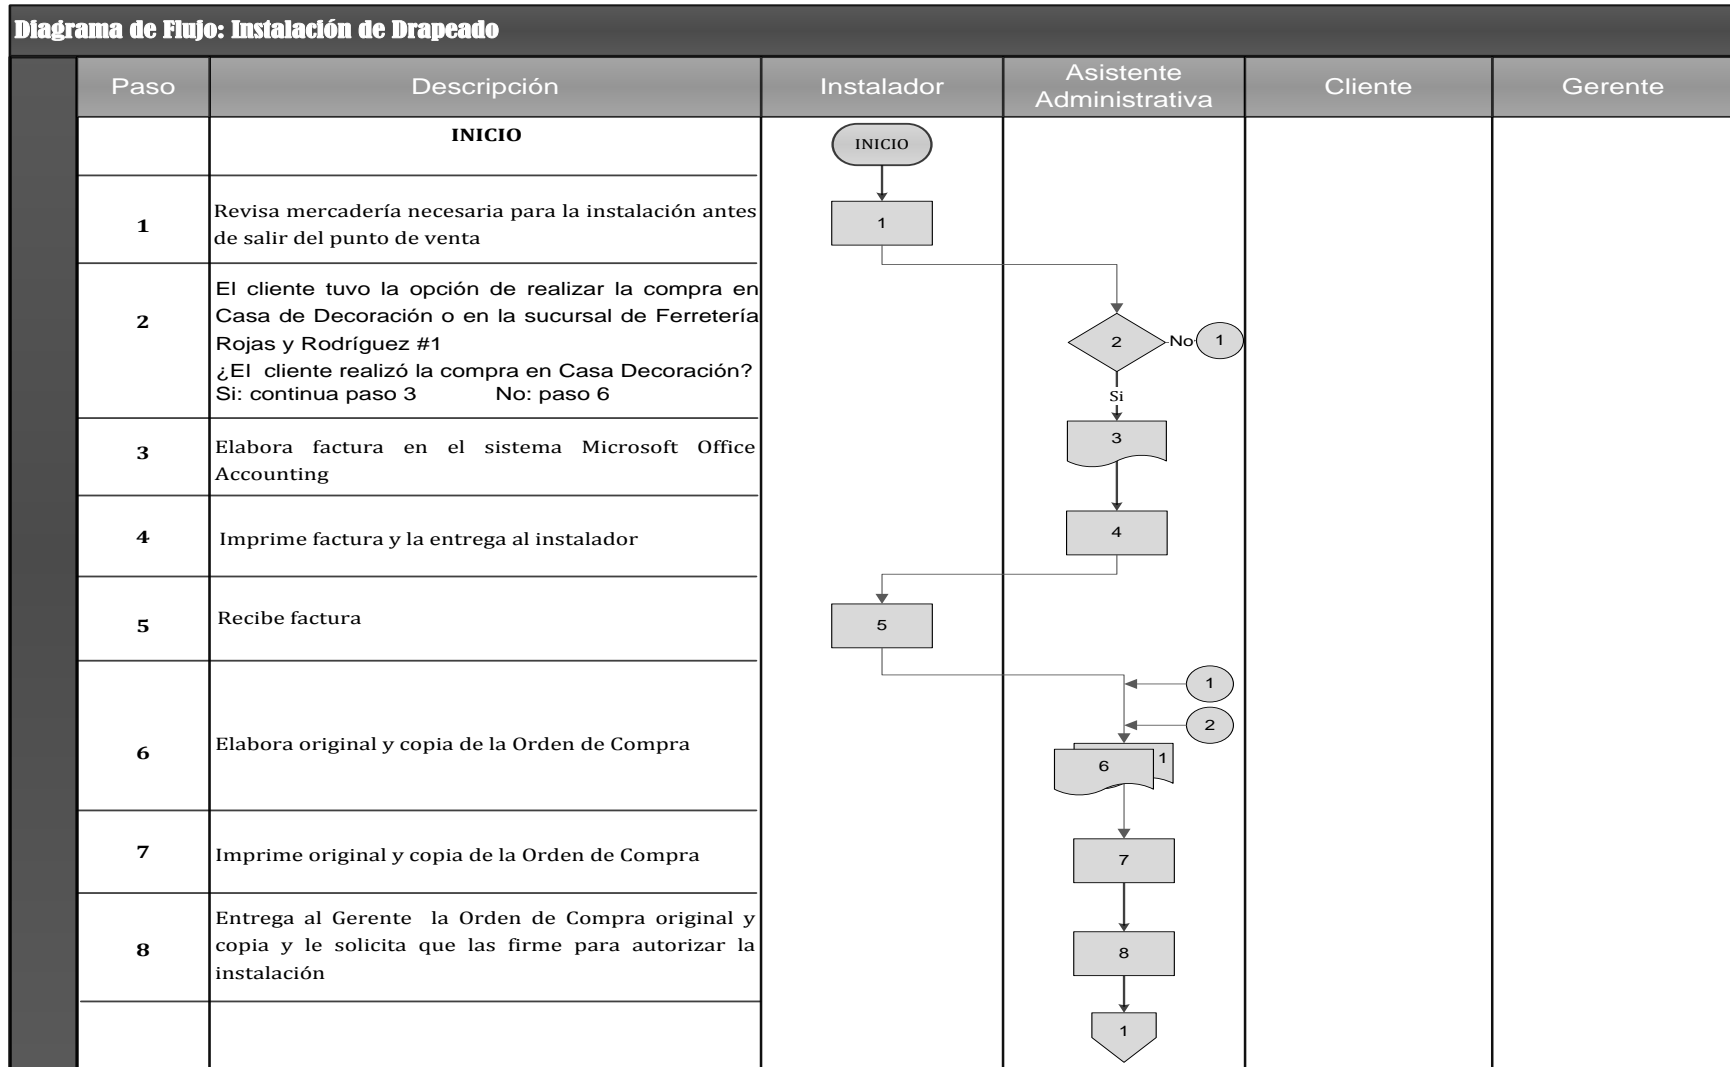 Diagrama de Flujo: Instalación de Drapeado
Paso
Descripción
Instalador
Asistente
Administrativa
Cliente
Gerente
INICIO
INICIO
1
Revisa mercadería necesaria para la instalación antes
de salir del punto de venta
1
2
El cliente tuvo la opción de realizar la compra en
Casa de Decoración o en la sucursal de Ferretería
Rojas y Rodríguez #1
¿El cliente realizó la compra en Casa Decoración?
Si: continua paso 3 No: paso 6
2
No
1
Si
3
Elabora factura en el sistema Microsoft Office
Accounting
3
4
Imprime factura y la entrega al instalador
4
5
Recibe factura
5
1
2
6
Elabora original y copia de la Orden de Compra
6
1
7
Imprime original y copia de la Orden de Compra
7
8
Entrega al Gerente la Orden de Compra original y
copia y le solicita que las firme para autorizar la
instalación
8
1